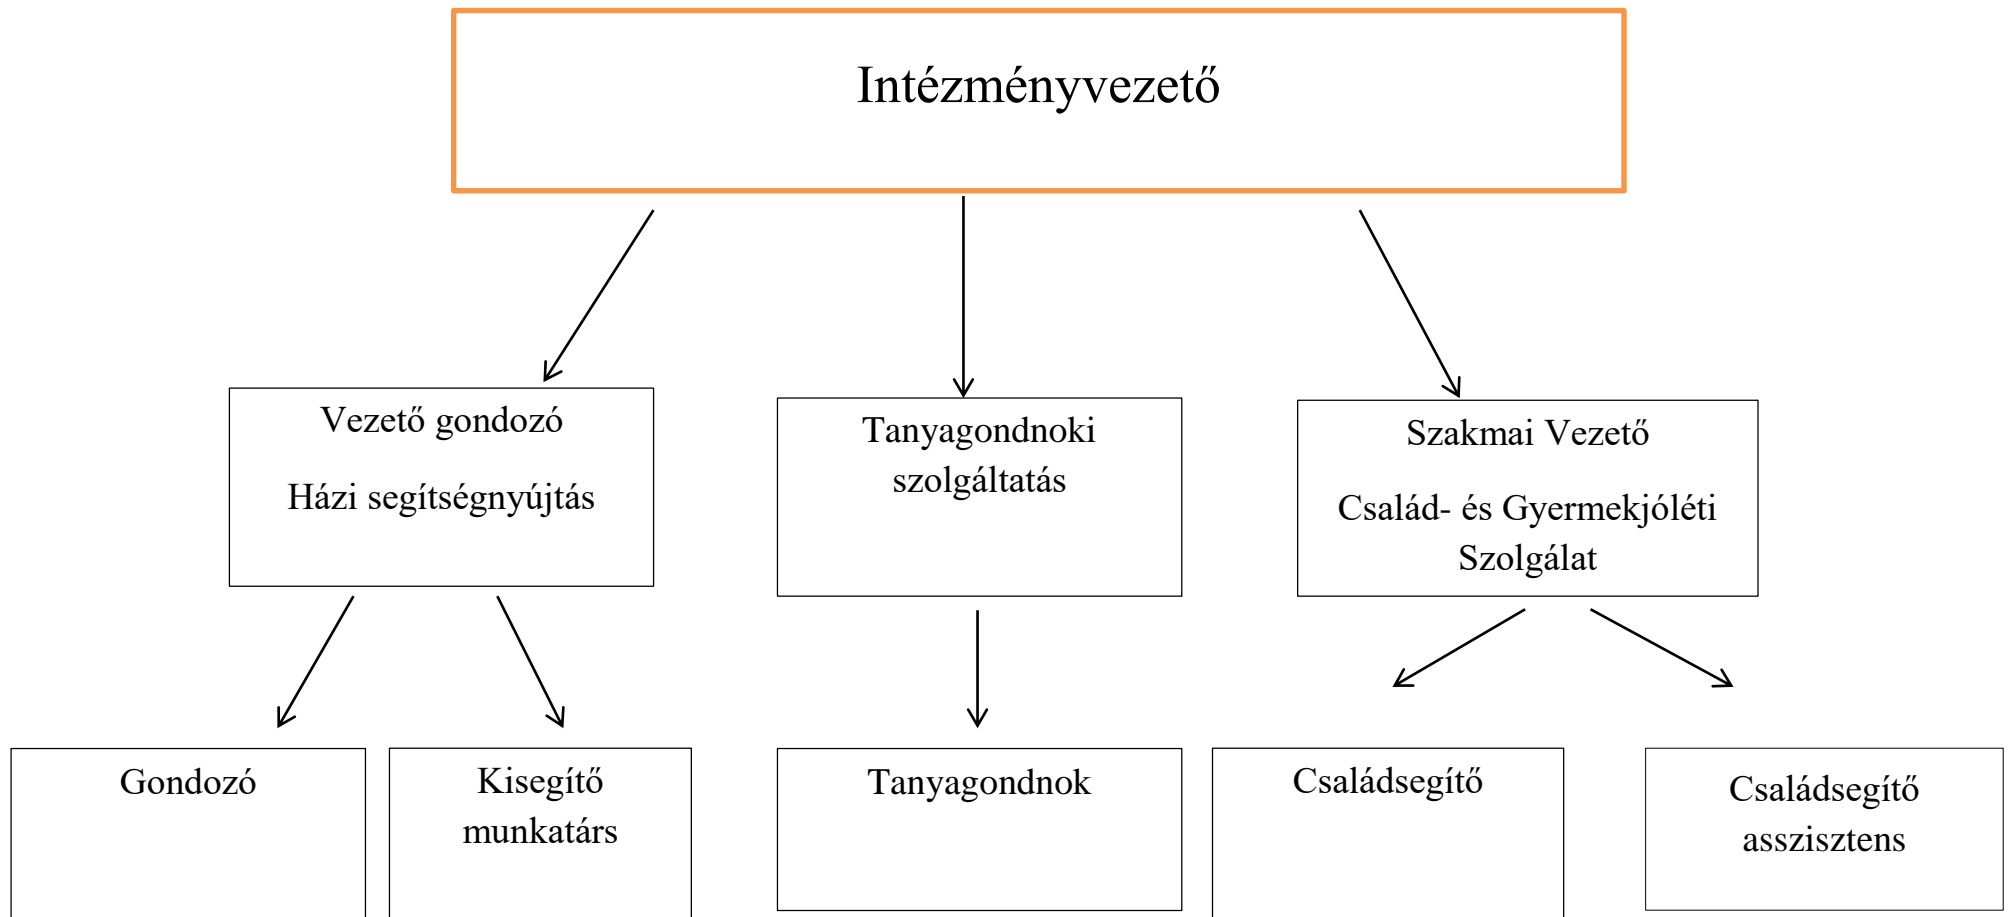 Intézményvezető
Vezető gondozó
Házi segítségnyújtás
Tanyagondnoki
szolgáltatás
Szakmai Vezető
Család- és Gyermekjóléti
Szolgálat
Gondozó
Kisegítő
munkatárs
Tanyagondnok
Családsegítő
Családsegítő
asszisztens